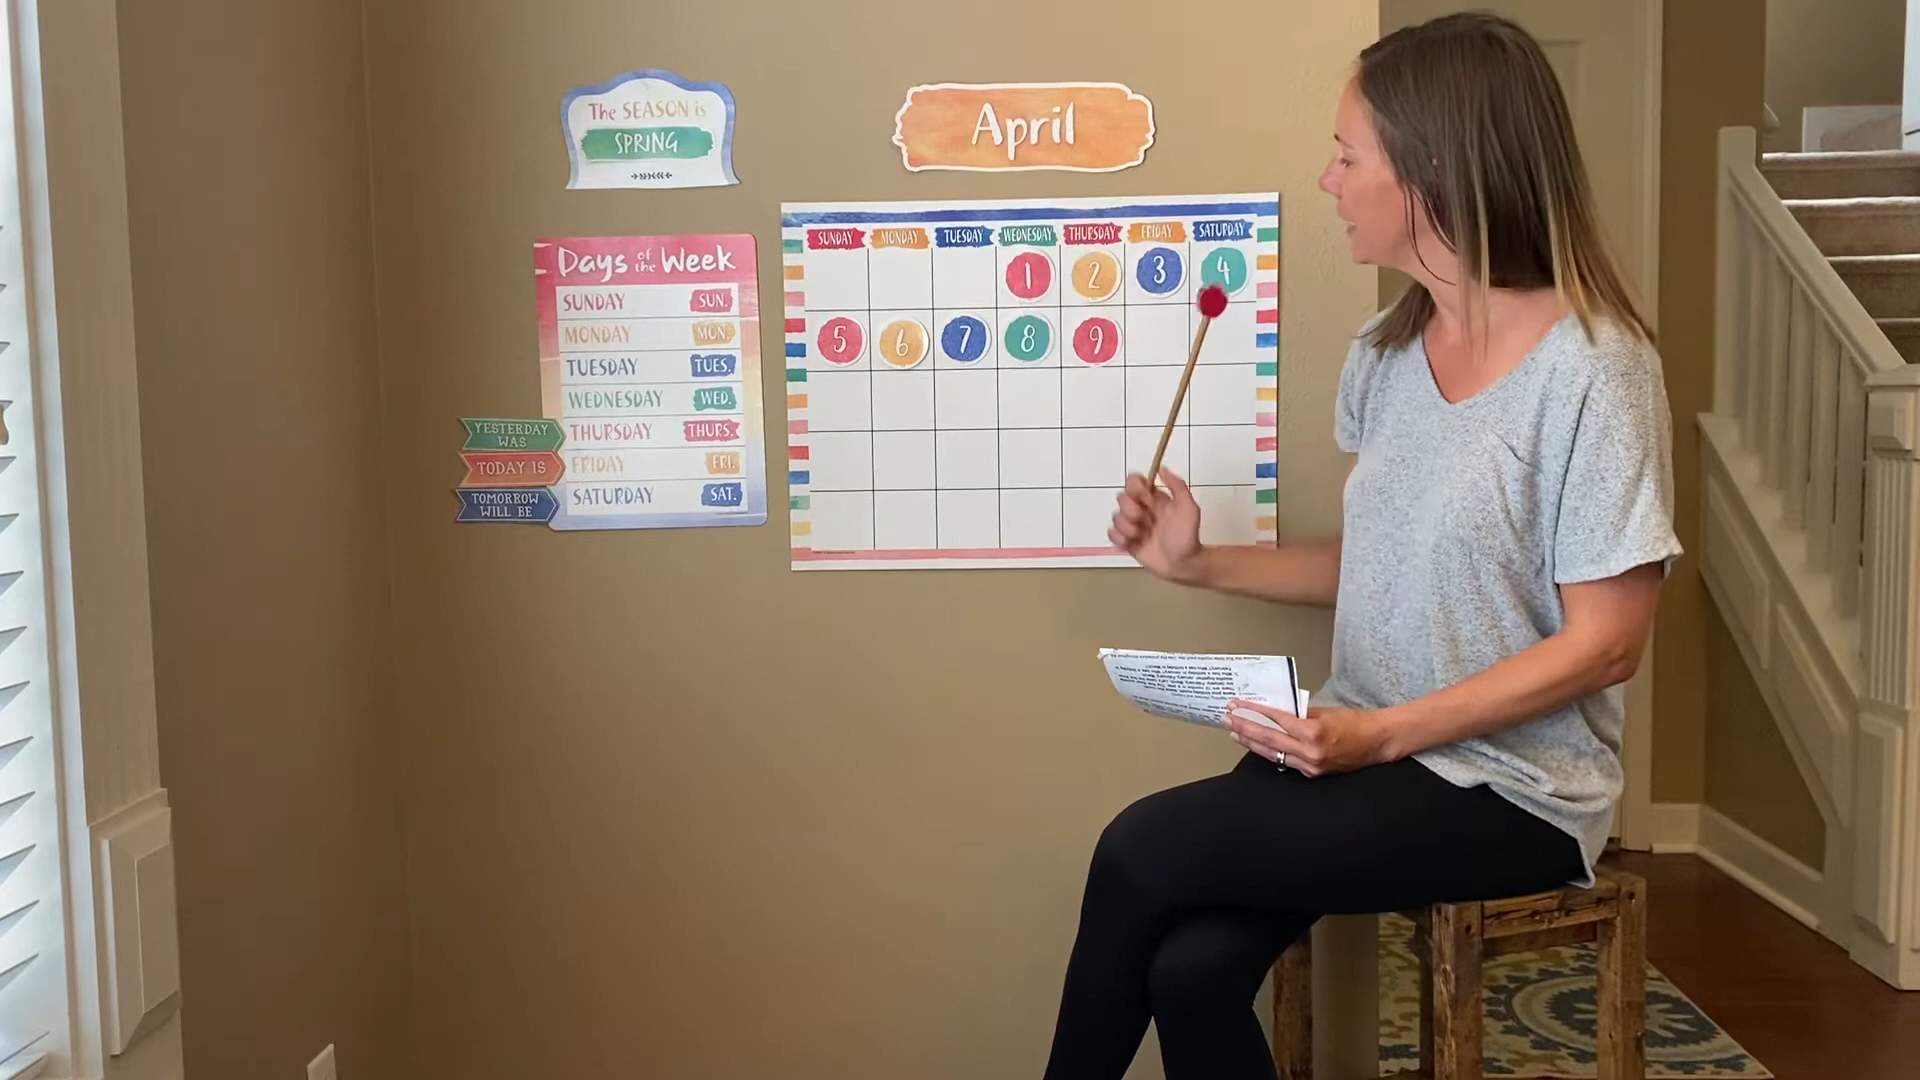 The SEASON is
SPRING
April
Days of the Week
SUNDAY SUN.
MONDAY MON.
TUESDAY TUES.
WEDNESDAY WED.
THURSDAY THURS.
FRIDAY FRI.
SATURDAY SAT.
YESTERDAY
WAS
TODAY IS
TOMORROW
WILL BE
SUNDAY MONDAY TUESDAY WEDNESDAY THURSDAY FRIDAY SATURDAY
1 2 3 4
5 6 7 8 9